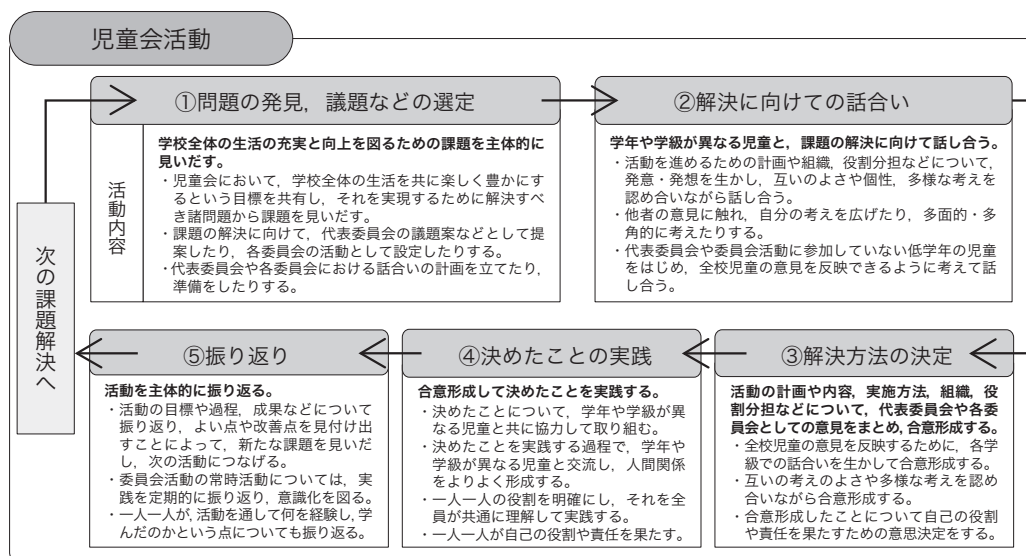 児童会活動
①問題の発見，議題などの選定
活動内容
学校全体の生活の充実と向上を図るための課題を主体的に
見いだす。
・児童会において，学校全体の生活を共に楽しく豊かにす
るという目標を共有し，それを実現するために解決すべ
き諸問題から課題を見いだす。
・課題の解決に向けて，代表委員会の議題案などとして提
案したり，各委員会の活動として設定したりする。
・代表委員会や各委員会における話合いの計画を立てたり，
準備をしたりする。
②解決に向けての話合い
学年や学級が異なる児童と，課題の解決に向けて話し合う。
・活動を進めるための計画や組織，役割分担などについて，
発意・発想を生かし，互いのよさや個性，多様な考えを
認め合いながら話し合う。
・他者の意見に触れ，自分の考えを広げたり，多面的・多
角的に考えたりする。
・代表委員会や委員会活動に参加していない低学年の児童
をはじめ，全校児童の意見を反映できるように考えて話
し合う。
③解決方法の決定
活動の計画や内容，実施方法，組織，役
割分担などについて，代表委員会や各委
員会としての意見をまとめ，合意形成する。
・全校児童の意見を反映するために，各学
級での話合いを生かして合意形成する。
・互いの考えのよさや多様な考えを認め
合いながら合意形成する。
・合意形成したことについて自己の役割
や責任を果たすための意思決定をする。
④決めたことの実践
合意形成して決めたことを実践する。
・決めたことについて，学年や学級が異
なる児童と共に協力して取り組む。
・決めたことを実践する過程で，学年や
学級が異なる児童と交流し，人間関係
をよりよく形成する。
・一人一人の役割を明確にし，それを全
員が共通に理解して実践する。
・一人一人が自己の役割や責任を果たす。
⑤振り返り
活動を主体的に振り返る。
・活動の目標や過程，成果などについて
振り返り，よい点や改善点を見付け出
すことによって，新たな課題を見いだ
し，次の活動につなげる。
・委員会活動の常時活動については，実
践を定期的に振り返り，意識化を図る。
・一人一人が，活動を通して何を経験し，学
んだのかという点についても振り返る。
次の課題解決へ